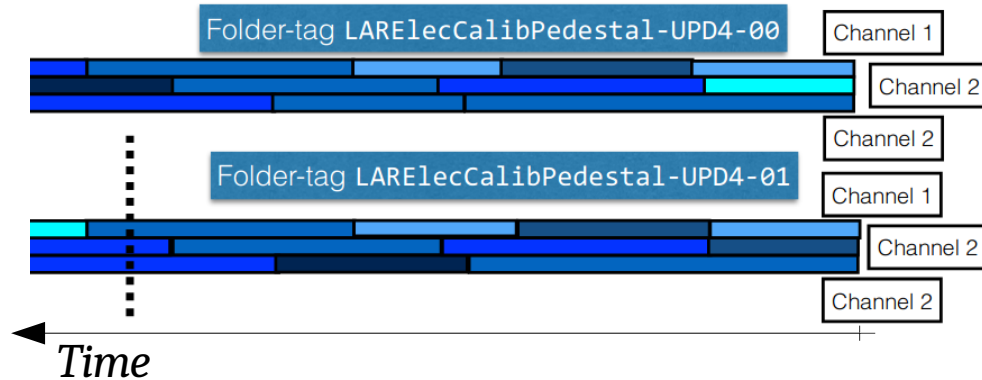 Folder-tag LARElecCalibPedestal-UPD4-00
Channel 1
Channel 2
Channel 2
Folder-tag LARElecCalibPedestal-UPD4-01
Channel 1
Channel 2
Channel 2
Time